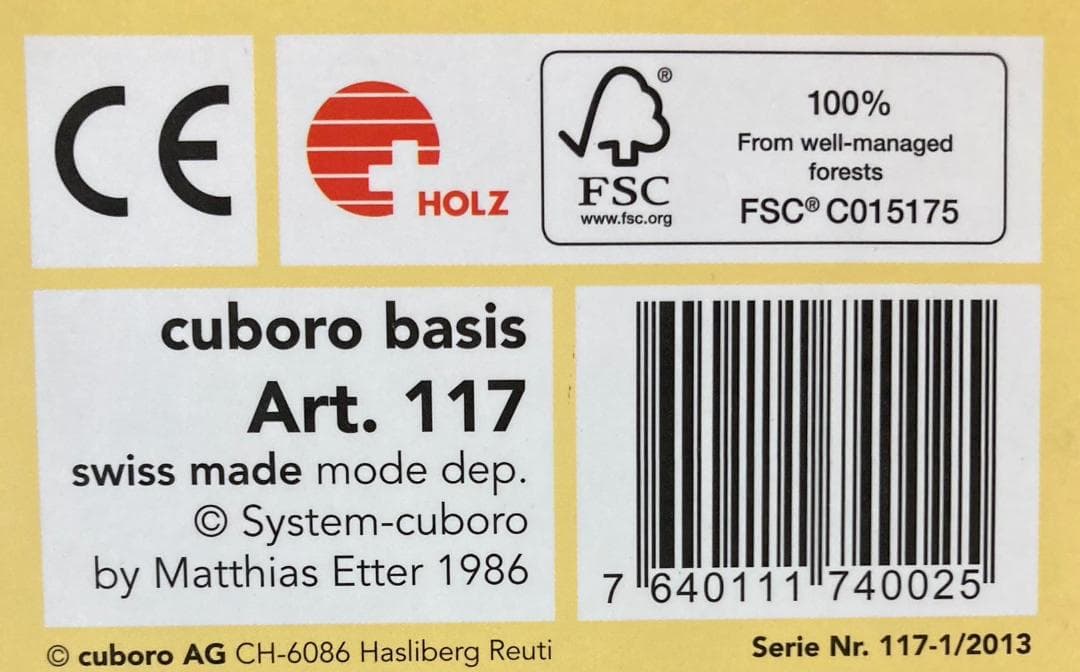 CE
HOLZ
®
FSC
www.fsc.org
100%
From well-managed
forests
FSC® C015175
cuboro basis
Art. 117
swiss made mode dep.
© System-cuboro
by Matthias Etter 1986
7 640111 740025
© cuboro AG CH-6086 Hasliberg Reuti
Serie Nr. 117-1/2013